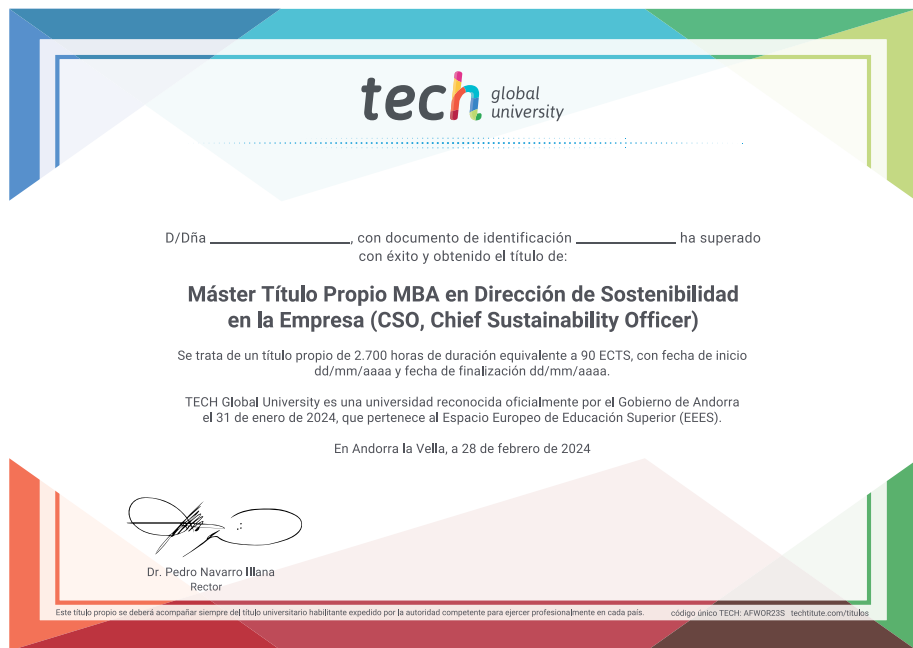 tech global
university
D/Dña ______________, con documento de identificación __________ ha superado
con éxito y obtenido el título de:
Máster Título Propio MBA en Dirección de Sostenibilidad
en la Empresa (CSO, Chief Sustainability Officer)
Se trata de un título propio de 2.700 horas de duración equivalente a 90 ECTS, con fecha de inicio
dd/mm/aaaa y fecha de finalización dd/mm/aaaa.
TECH Global University es una universidad reconocida oficialmente por el Gobierno de Andorra
el 31 de enero de 2024, que pertenece al Espacio Europeo de Educación Superior (EEES).
En Andorra la Vella, a 28 de febrero de 2024
Dr. Pedro Navarro Illana
Rector
Este título propio se deberá acompañar siempre del título universitario habilitante expedido por la autoridad competente para ejercer profesionalmente en cada país. código único TECH: AFWOR23S techtitute.com/titulos